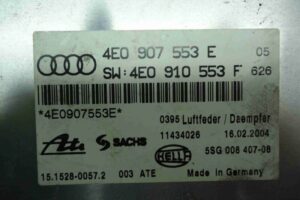 4E0 907 553 E 05
SW:4E0 910 553 F 626
*4E0907553E* 0395 Luftfeder / Daempfer
11434026 16.02.2004
Ate SACHS HELLA 5SG 008 407-08
15.1528-0057.2 003 ATE Made in Germany